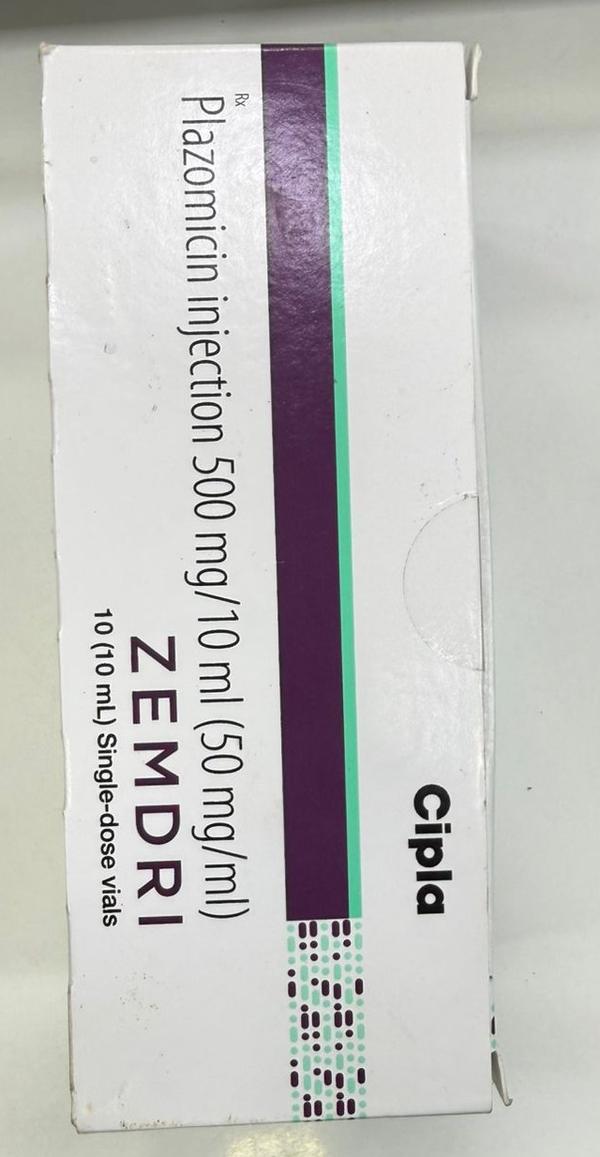 Cipla
Rx
Plazomicin injection 500 mg/10 ml (50 mg/ml)
ZEMDRI
10 (10 mL) Single-dose vials